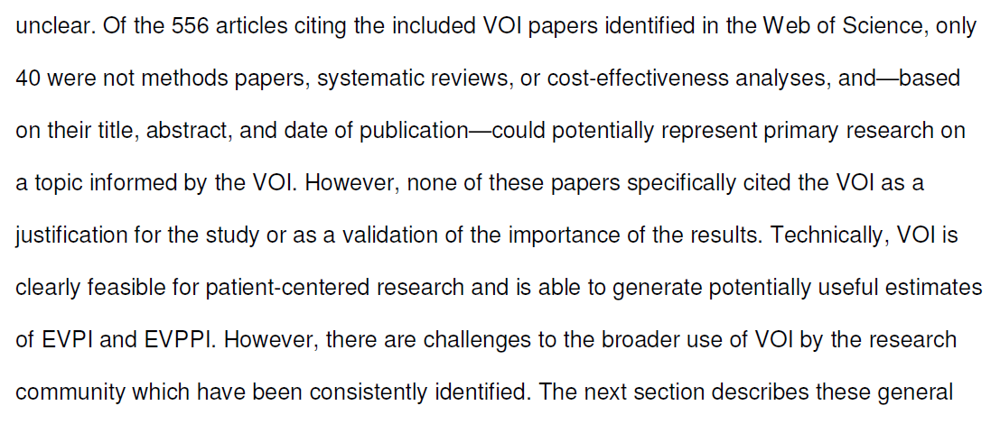 unclear. Of the 556 articles citing the included VOI papers identified in the Web of Science, only
40 were not methods papers, systematic reviews, or cost-effectiveness analyses, and—based
on their title, abstract, and date of publication—could potentially represent primary research on
a topic informed by the VOI. However, none of these papers specifically cited the VOI as a
justification for the study or as a validation of the importance of the results. Technically, VOI is
clearly feasible for patient-centered research and is able to generate potentially useful estimates
of EVPI and EVPPI. However, there are challenges to the broader use of VOI by the research
community which have been consistently identified. The next section describes these general